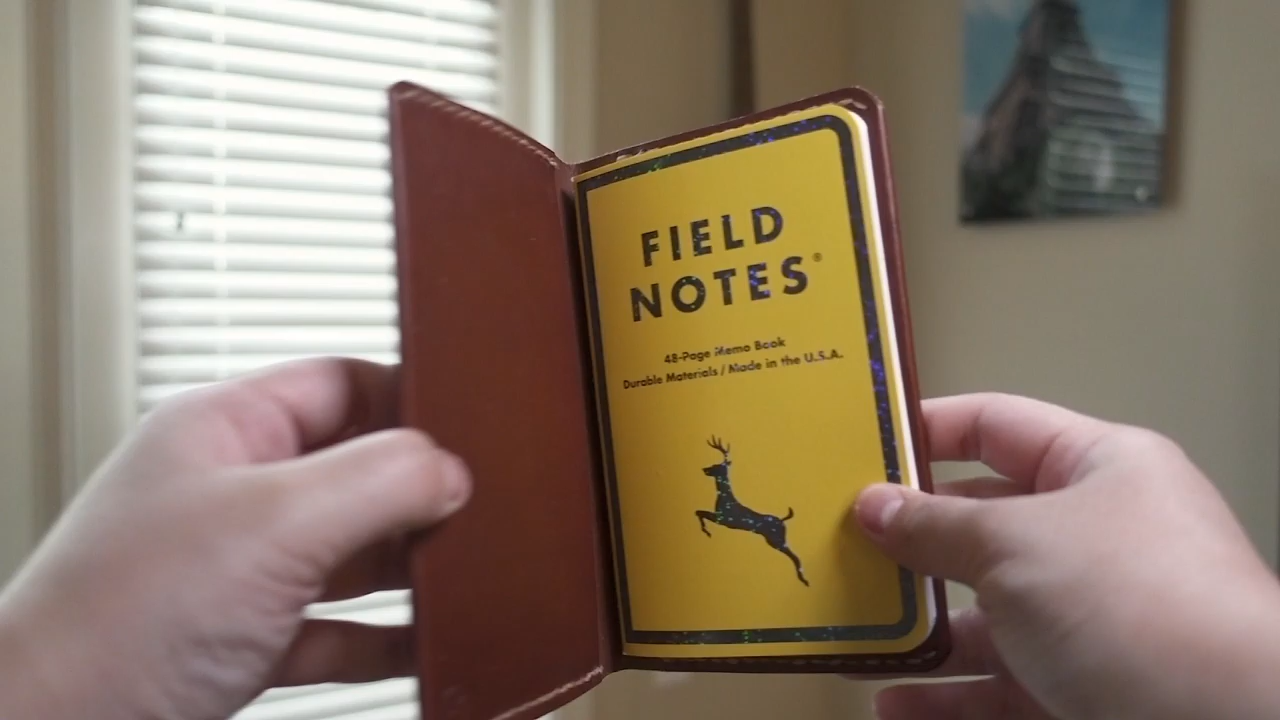 FIELD
NOTES®
48-Page Memo Book
Durable Materials / Made in the U.S.A.